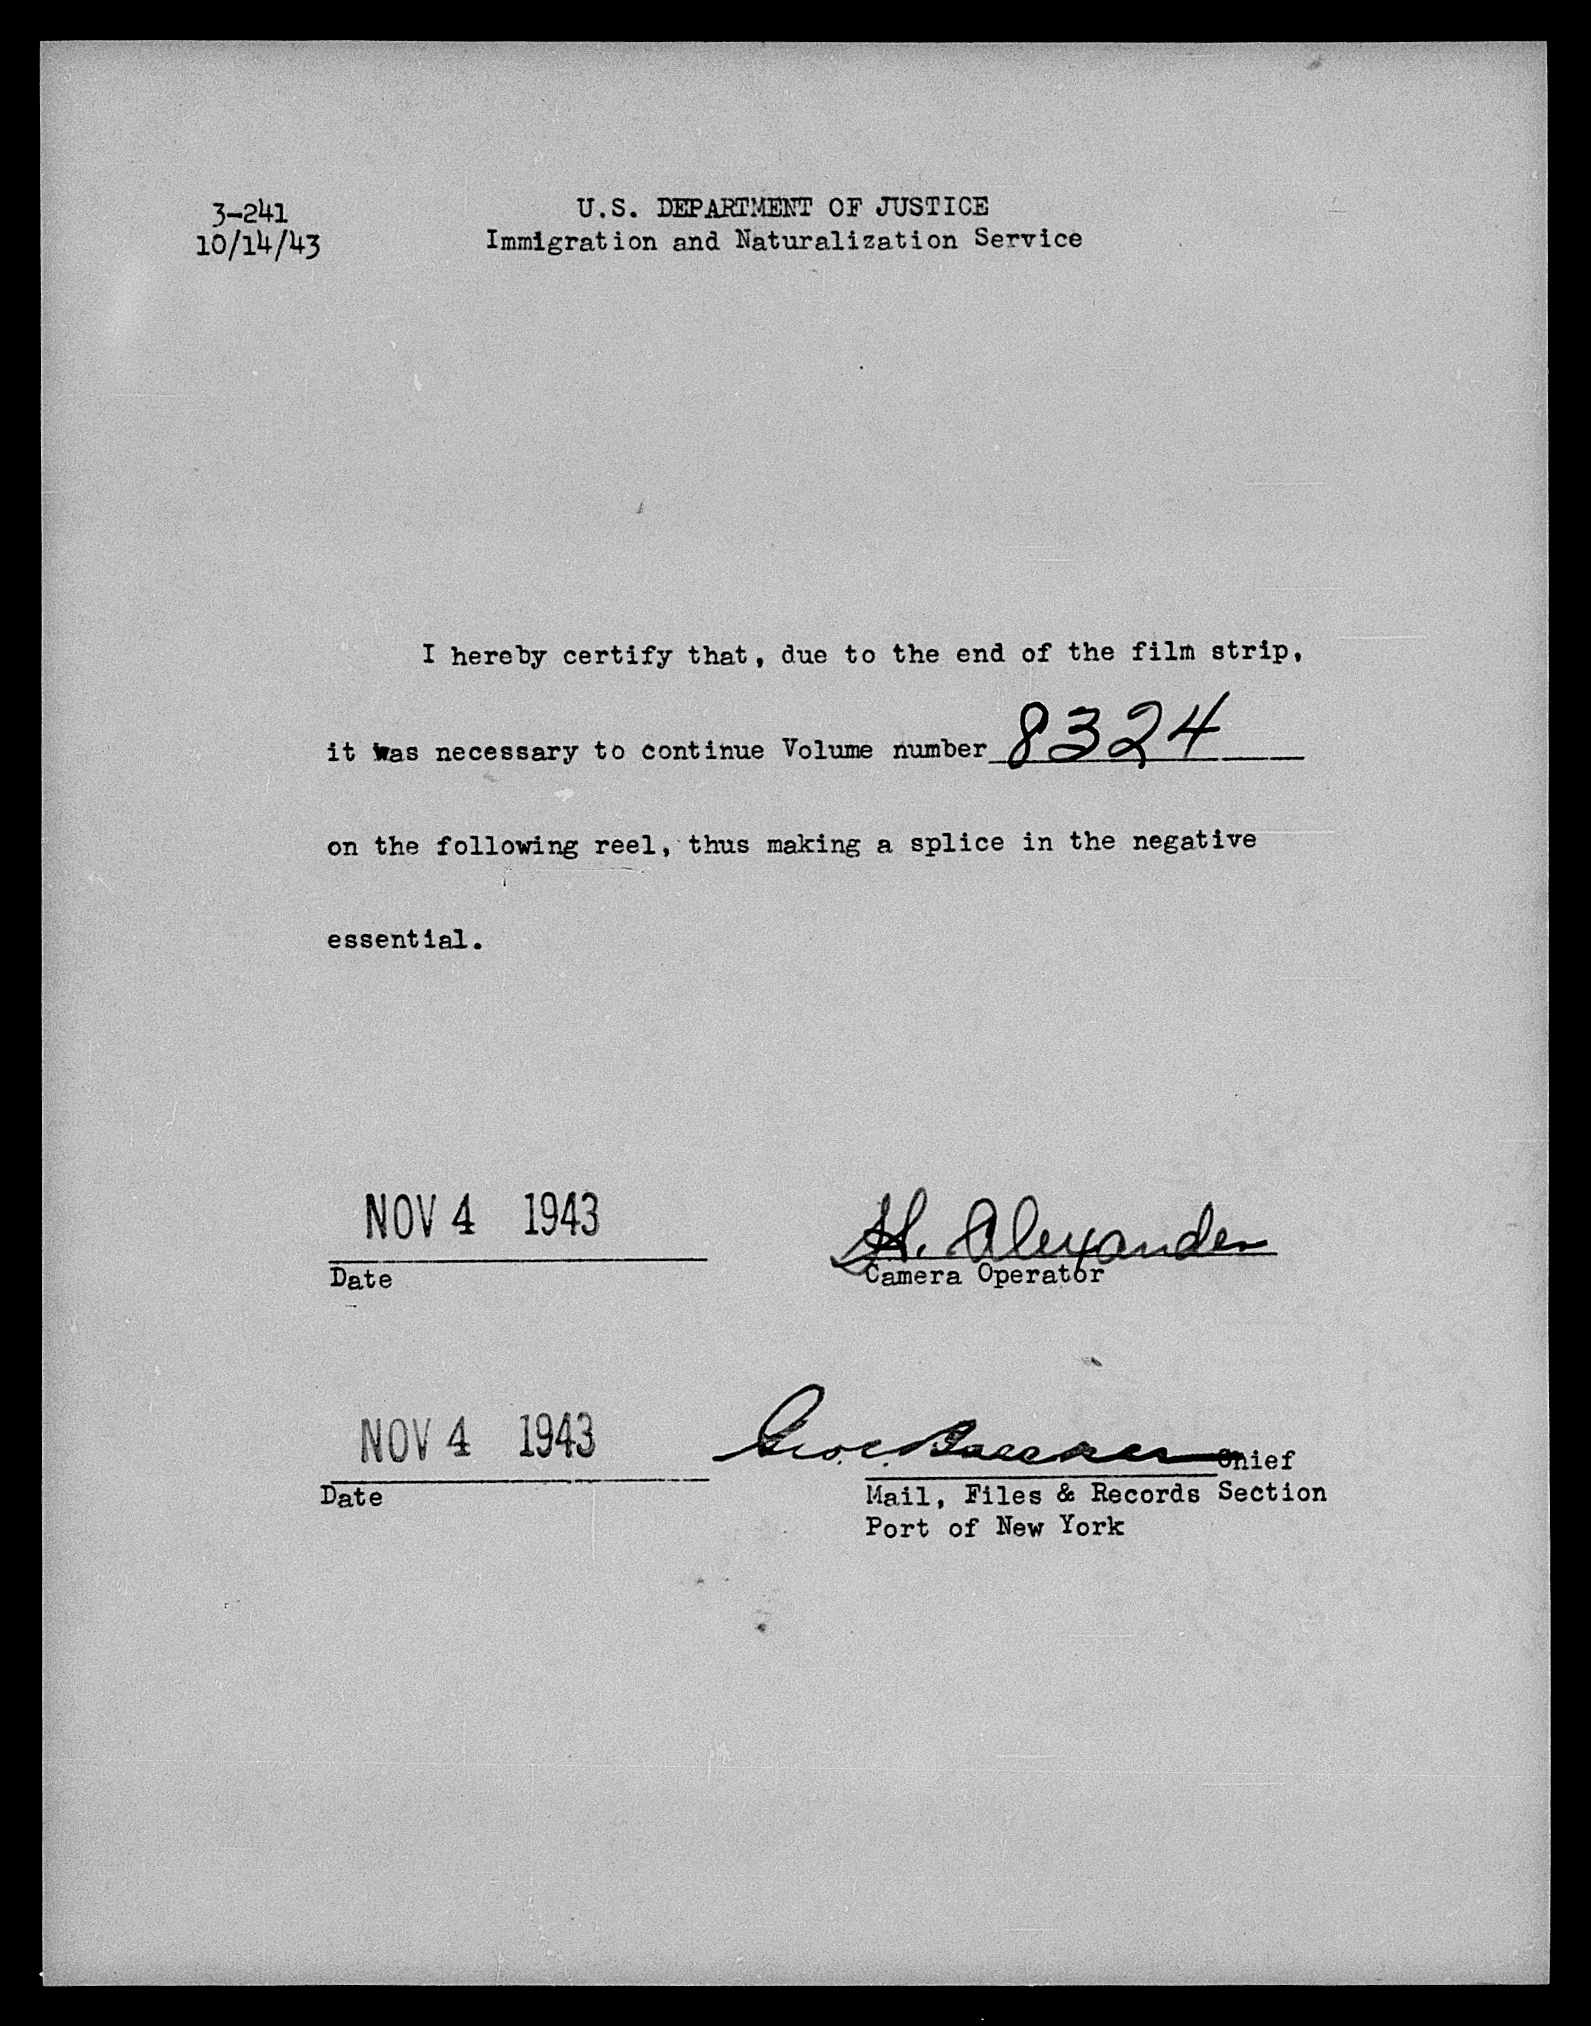 3-241
10/14/43
U.S. DEPARTMENT OF JUSTICE
Immigration and Naturalization Service
I hereby certify that, due to the end of the film strip,
it was necessary to continue Volume number 8324
on the following reel, thus making a splice in the negative
essential.
NOV 4 1943
Date
H. Alexander
Camera Operator
NOV 4 1943
Date
Geo. Chief
Mail, Files & Records Section
Port of New York